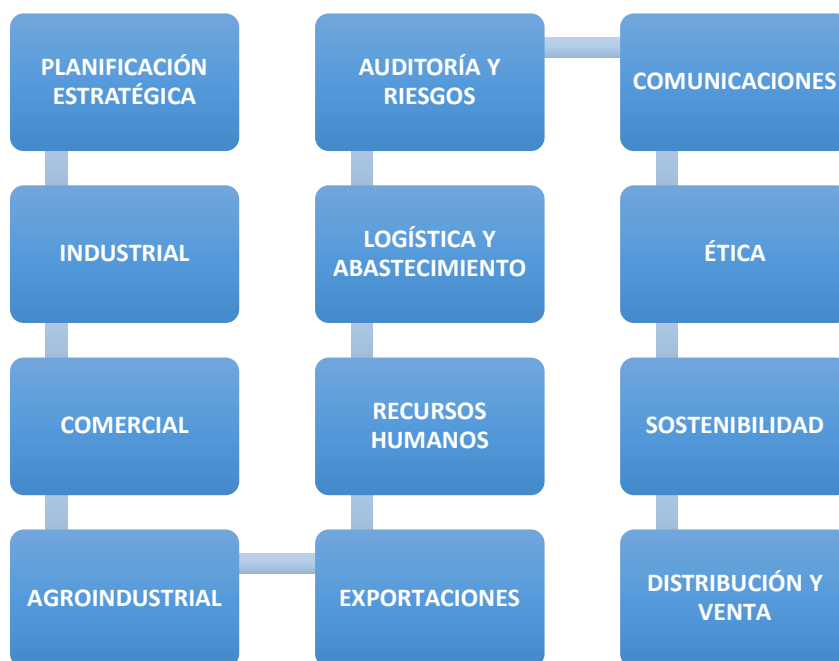 PLANIFICACIÓN
ESTRATÉGICA
INDUSTRIAL
COMERCIAL
AGROINDUSTRIAL
EXPORTACIONES
RECURSOS
HUMANOS
LOGÍSTICA Y
ABASTECIMIENTO
AUDITORÍA Y
RIESGOS
COMUNICACIONES
ÉTICA
SOSTENIBILIDAD
DISTRIBUCIÓN Y
VENTA